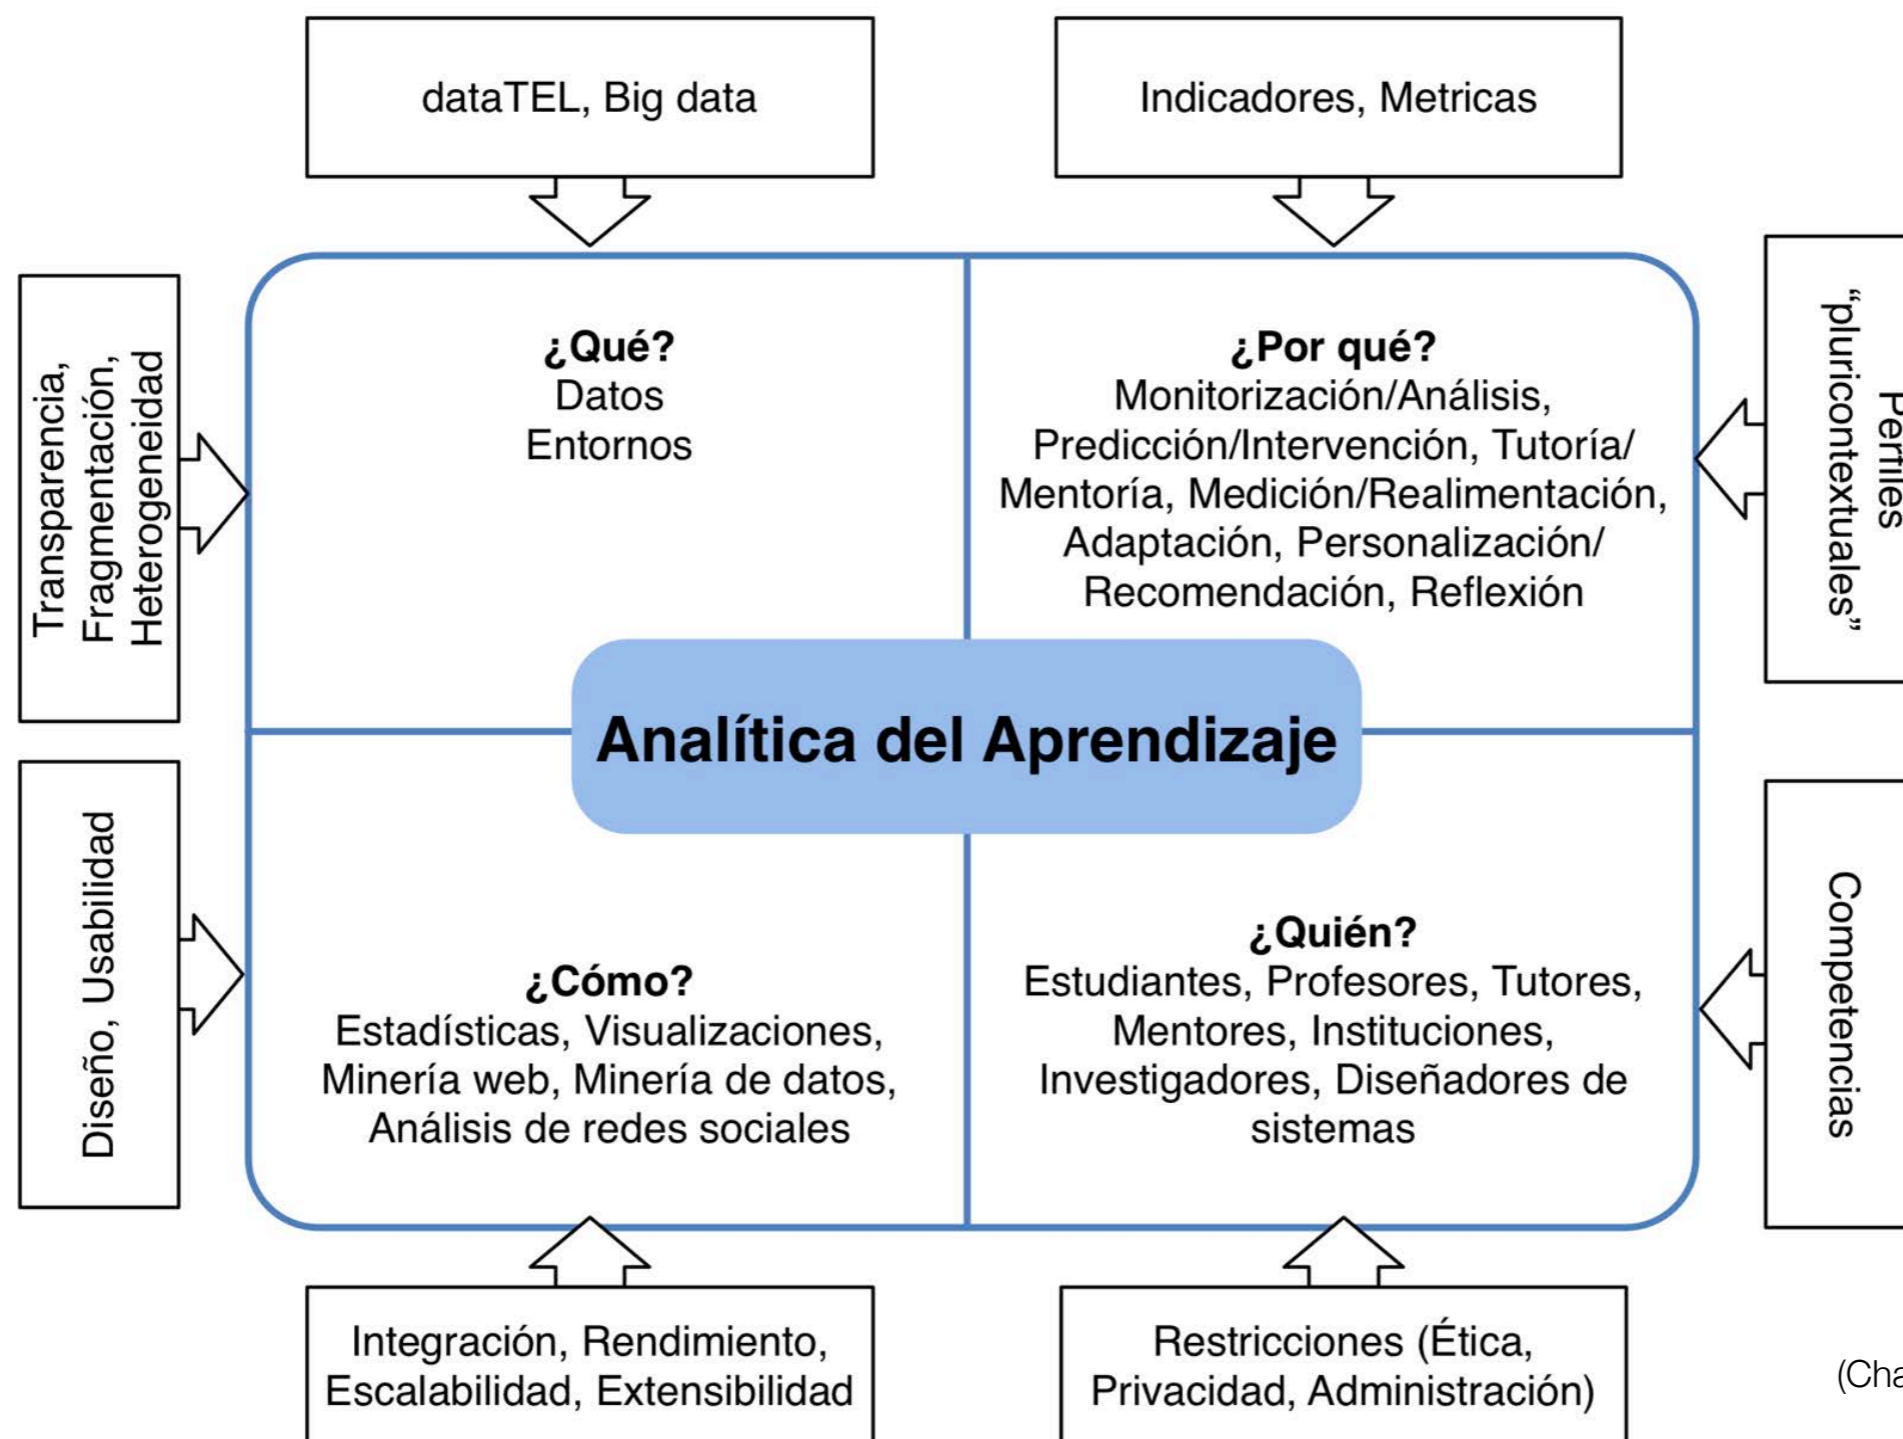 dataTEL, Big data
Indicadores, Metricas
Transparencia,
Fragmentación,
Heterogeneidad
¿Qué?
Datos
Entornos
¿Por qué?
Monitorización/Análisis,
Predicción/Intervención, Tutoría/
Mentoría, Medición/Realimentación,
Adaptación, Personalización/
Recomendación, Reflexión
Perfiles
“pluricontextuales”
Analítica del Aprendizaje
Diseño, Usabilidad
¿Cómo?
Estadísticas, Visualizaciones,
Minería web, Minería de datos,
Análisis de redes sociales
¿Quién?
Estudiantes, Profesores, Tutores,
Mentores, Instituciones,
Investigadores, Diseñadores de
sistemas
Competencias
Integración, Rendimiento,
Escalabilidad, Extensibilidad
Restricciones (Ética,
Privacidad, Administración)